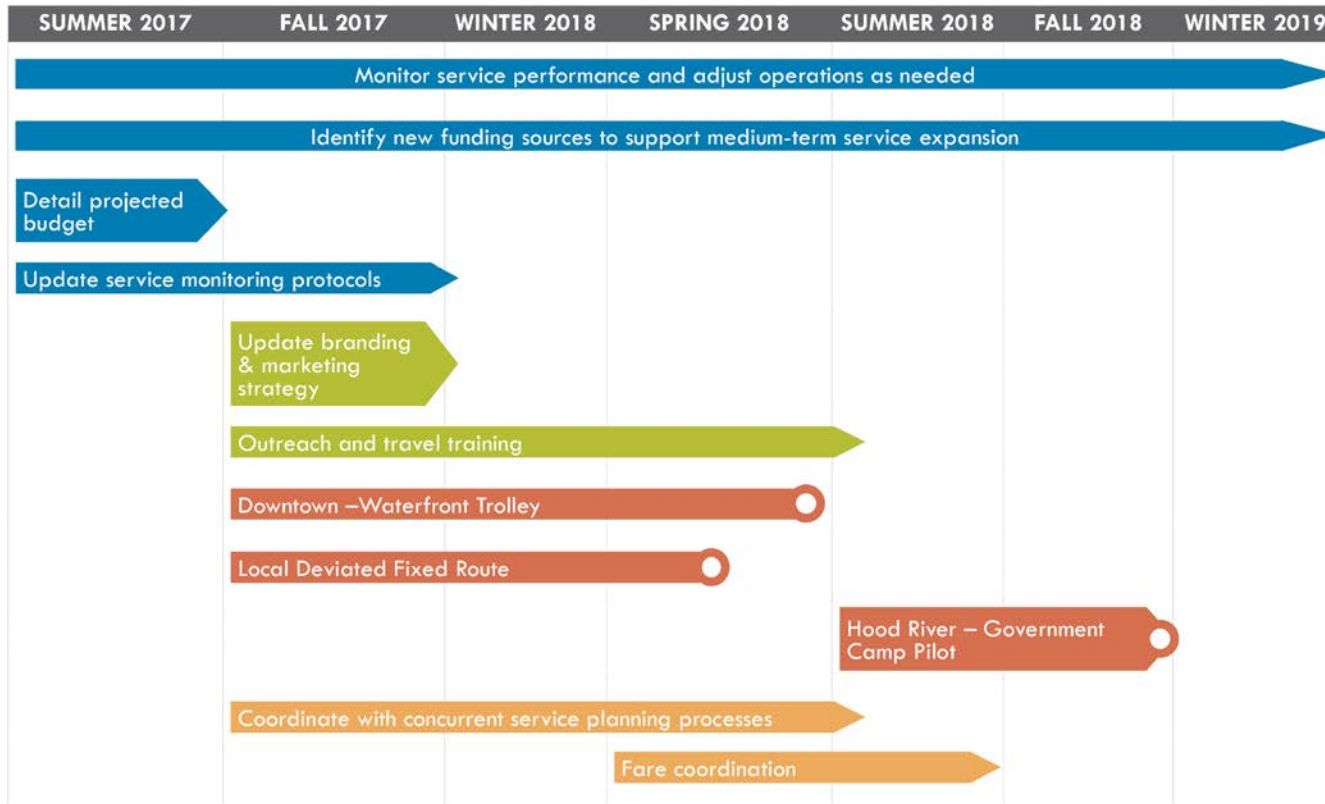 SUMMER 2017 FALL 2017 WINTER 2018 SPRING 2018 SUMMER 2018 FALL 2018 WINTER 2019
Monitor service performance and adjust operations as needed
Identify new funding sources to support medium-term service expansion
Detail projected
budget
Update service monitoring protocols
Update branding
& marketing
strategy
Outreach and travel training
Downtown –Waterfront Trolley
Local Deviated Fixed Route
Hood River – Government
Camp Pilot
Coordinate with concurrent service planning processes
Fare coordination